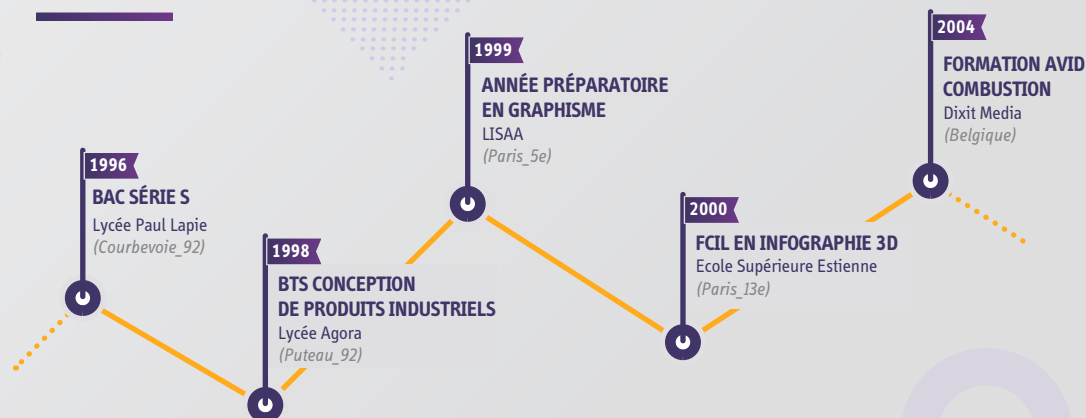 1996
BAC SÉRIE S
Lycée Paul Lapie
(Courbevoie_92)
1998
BTS CONCEPTION
DE PRODUITS INDUSTRIELS
Lycée Agora
(Puteau_92)
1999
ANNÉE PRÉPARATOIRE
EN GRAPHISME
LISAA
(Paris_5e)
2000
FCIL EN INFOGRAPHIE 3D
Ecole Supérieure Estienne
(Paris_13e)
2004
FORMATION AVID
COMBUSTION
Dixit Media
(Belgique)